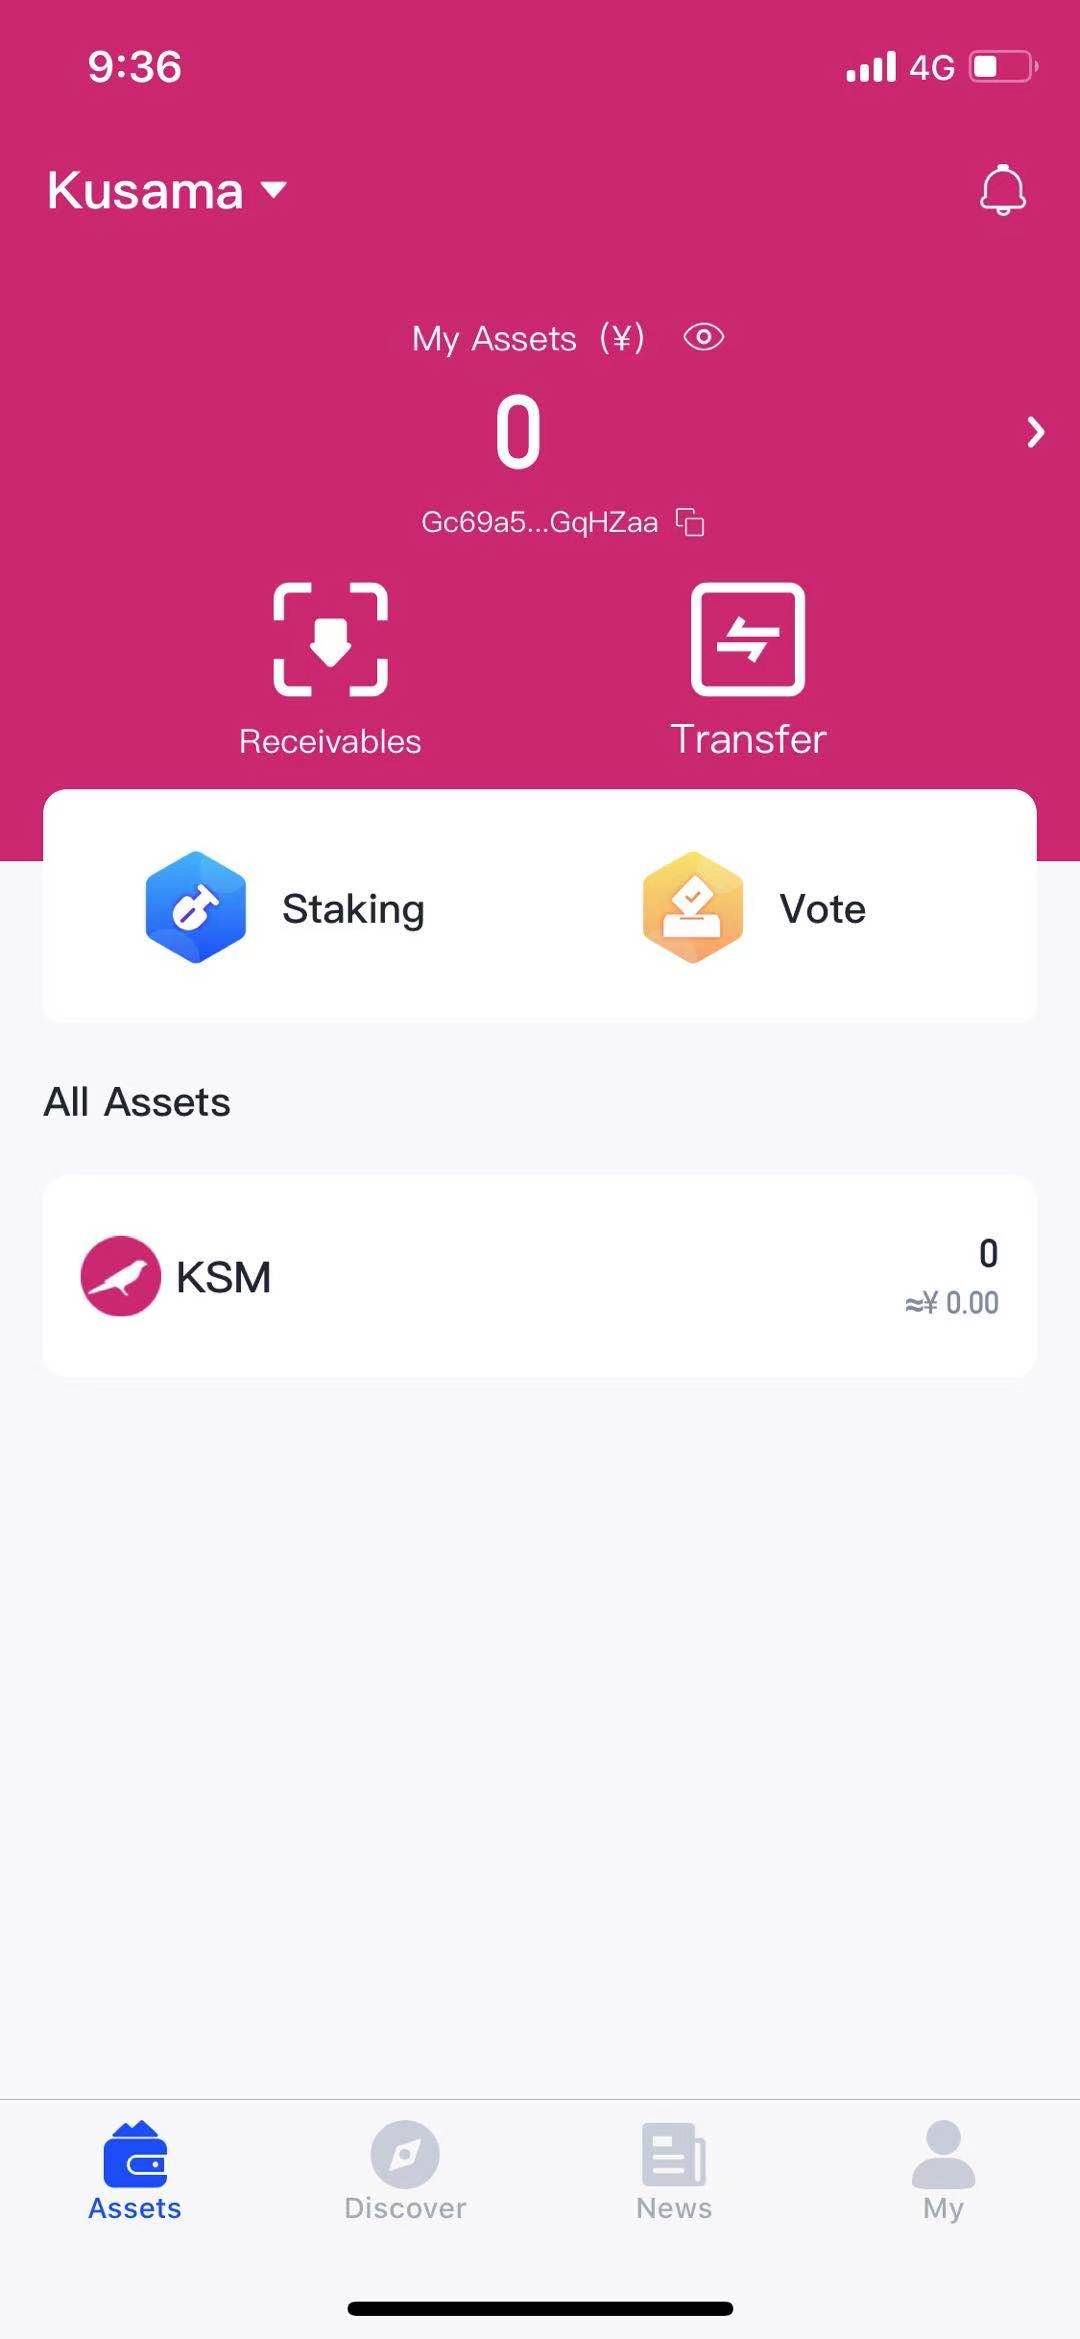 9:36
4G
Kusama
My Assets (¥)
0
Gc69a5...GqHZaa
Receivables
Transfer
Staking
Vote
All Assets
KSM
0
≈¥ 0.00
Assets
Discover
News
My